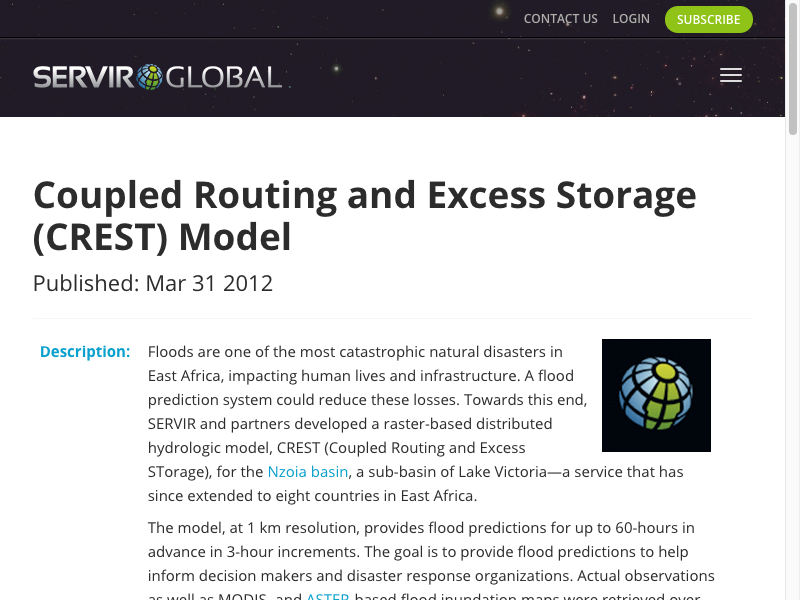 CONTACT US LOGIN SUBSCRIBE
SERVIR GLOBAL
Coupled Routing and Excess Storage
(CREST) Model
Published: Mar 31 2012
Description:
Floods are one of the most catastrophic natural disasters in
East Africa, impacting human lives and infrastructure. A flood
prediction system could reduce these losses. Towards this end,
SERVIR and partners developed a raster-based distributed
hydrologic model, CREST (Coupled Routing and Excess
STorage), for the Nzoia basin, a sub-basin of Lake Victoria—a service that has
since extended to eight countries in East Africa.
The model, at 1 km resolution, provides flood predictions for up to 60-hours in
advance in 3-hour increments. The goal is to provide flood predictions to help
inform decision makers and disaster response organizations. Actual observations
as well as MODIS, and ASTER-based flood inundation maps were retrieved over